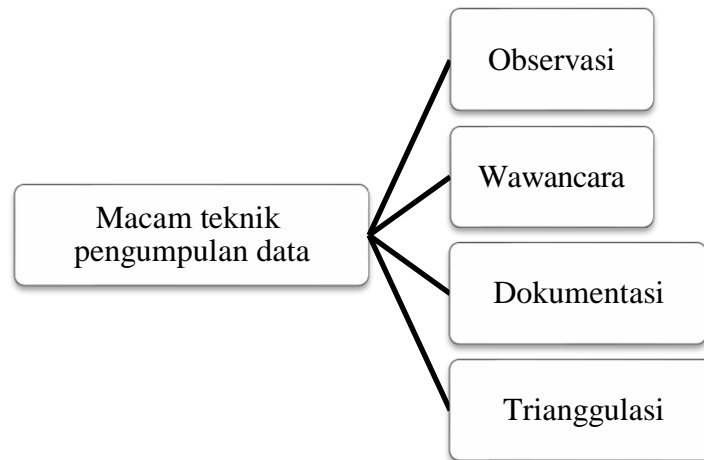 Macam teknik
pengumpulan data
Observasi
Wawancara
Dokumentasi
Trianggulasi